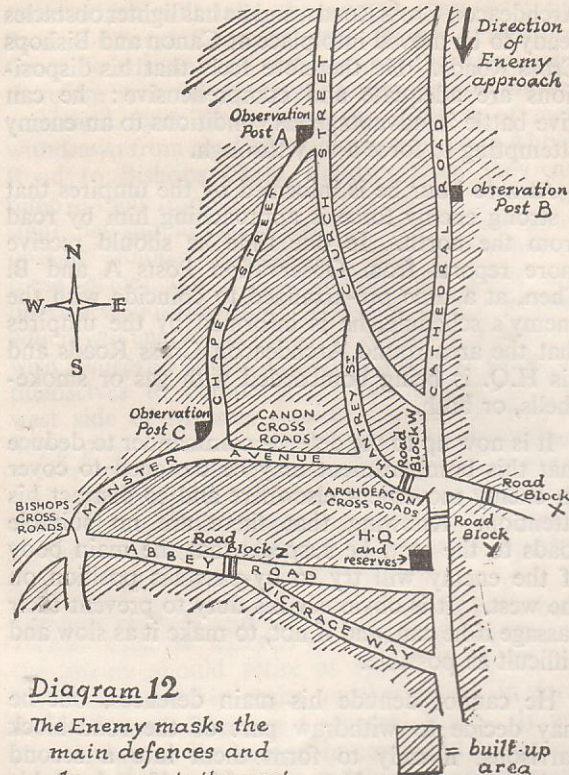 Direction
of
Enemy
approach
Observation
Post A
CHURCH STREET
CATHEDRAL ROAD
Observation
Post B
CHAPEL STREET
N
W E
S
Observation
Post C
CANON
CROSS
ROADS
CHANTREY ST.
Road
Block W
MINSTER AVENUE
ARCHDEACON
CROSS ROADS
Road
Block X
Road
Block
BISHOPS
CROSS
ROADS
ABBEY ROAD
Road
Block Z
H.Q
and
reserves
VICARAGE WAY
Diagram 12
The Enemy masks the
main defences and
= built-up
area